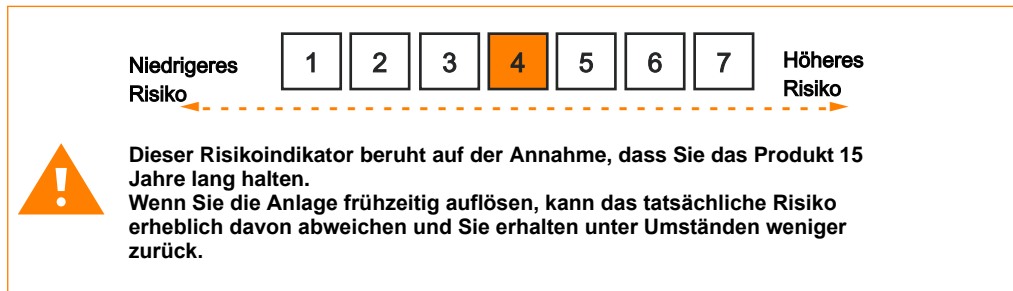 Niedrigeres Risiko
1 2 3 4 5 6 7
Höheres Risiko
!
Dieser Risikoindikator beruht auf der Annahme, dass Sie das Produkt 15
Jahre lang halten.
Wenn Sie die Anlage frühzeitig auflösen, kann das tatsächliche Risiko
erheblich davon abweichen und Sie erhalten unter Umständen weniger
zurück.